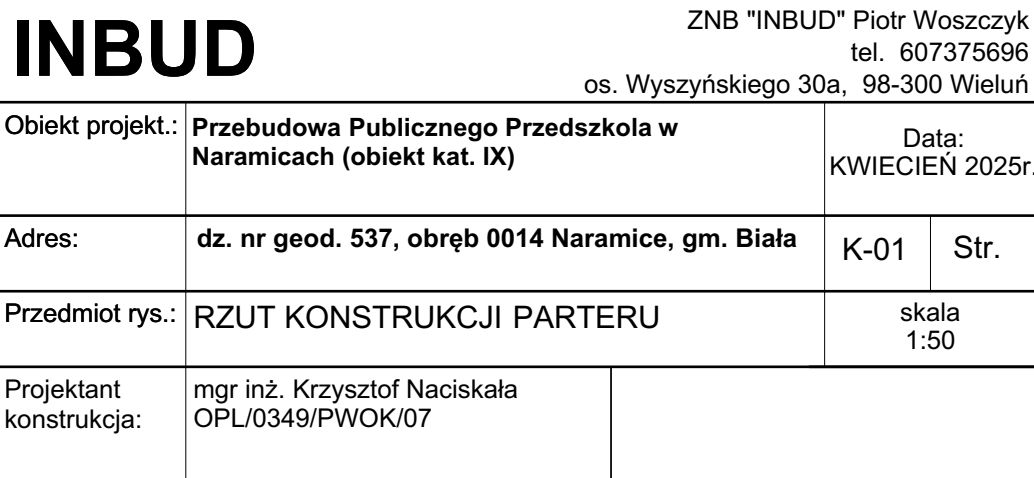 INBUD
ZNB "INBUD" Piotr Woszczyk
tel. 607375696
os. Wyszyńskiego 30a, 98-300 Wieluń
Obiekt projekt.:
Przebudowa Publicznego Przedszkola w
Naramicach (obiekt kat. IX)
Data:
KWIECIEŃ 2025r.
Adres:
dz. nr geod. 537, obręb 0014 Naramice, gm. Biała
K-01
Str.
Przedmiot rys.:
RZUT KONSTRUKCJI PARTERU
skala
1:50
Projektant
konstrukcja:
mgr inż. Krzysztof Naciskała
OPL/0349/PWOK/07